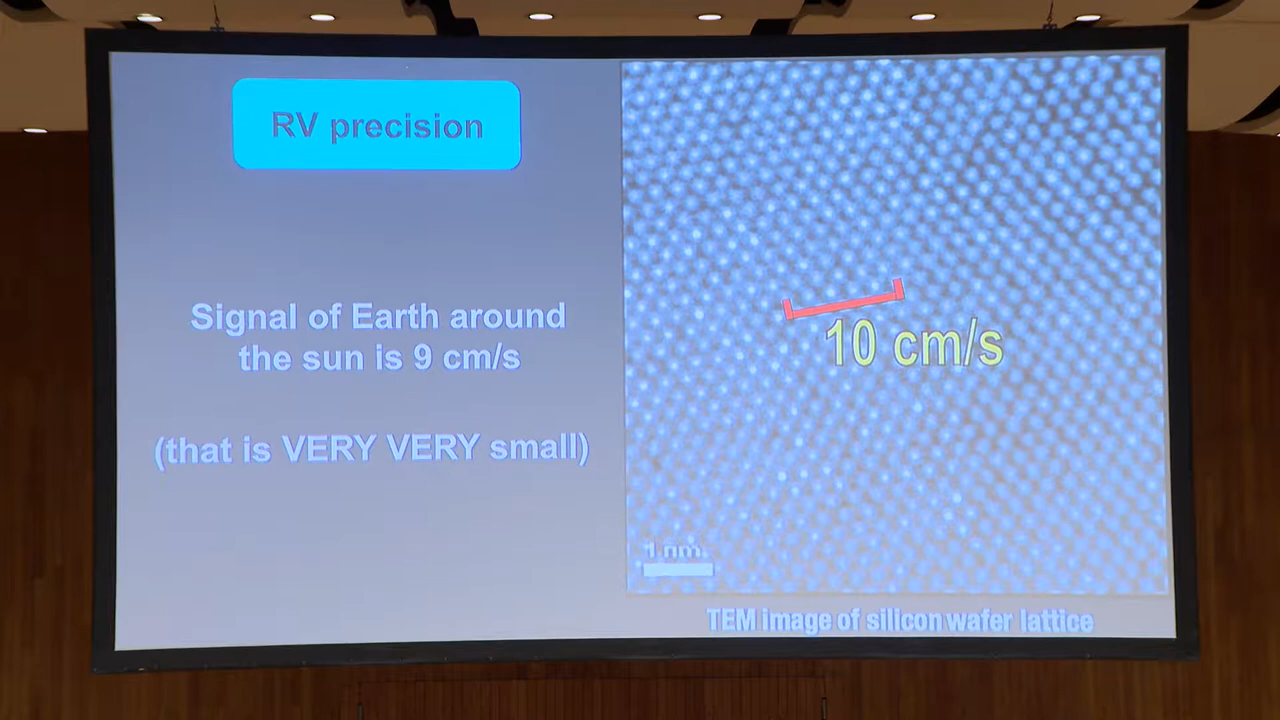 RV precision
Signal of Earth around
the sun is 9 cm/s
(that is VERY VERY small)
10 cm/s
1 nm
TEM image of silicon wafer lattice